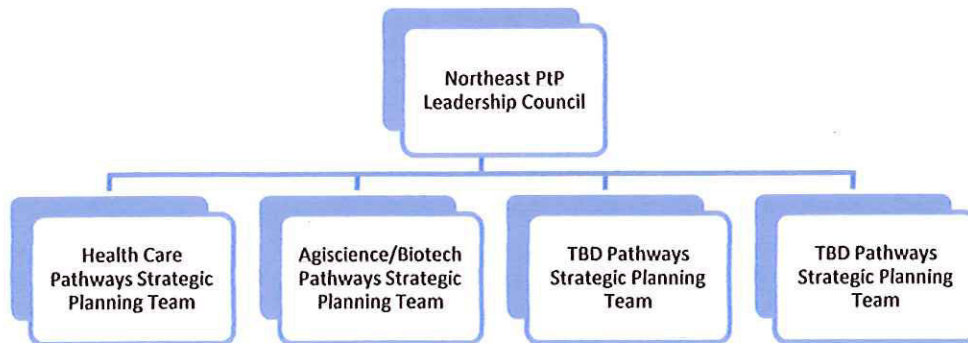 Northeast PtP
Leadership Council
Health Care
Pathways Strategic
Planning Team
Agiscience/Biotech
Pathways Strategic
Planning Team
TBD Pathways
Strategic Planning
Team
TBD Pathways
Strategic Planning
Team